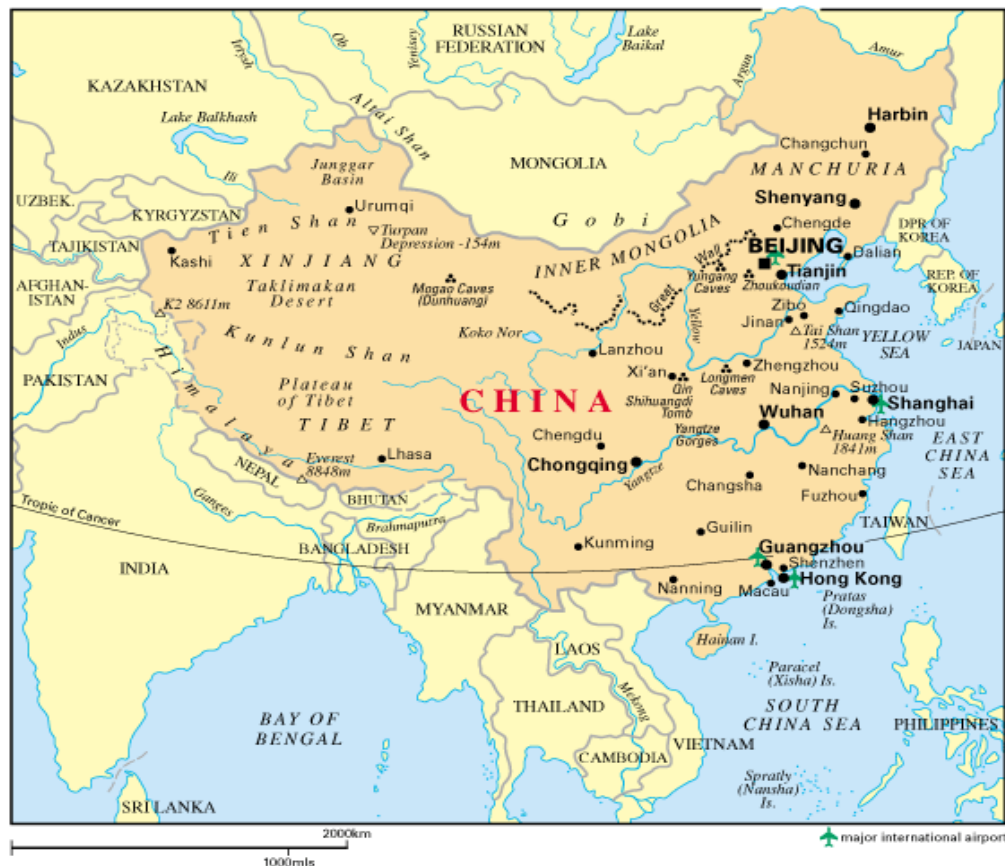 RUSSIAN
FEDERATION
Lake
Baikal
Irtysh
Ob
Yenisey
Argun
Amur
KAZAKHSTAN
Altai Shan
Lake Balkhash
Harbin
Changchun
MANCHURIA
MONGOLIA
Junggar
Basin
Ili
UZBEK.
KYRGYZSTAN
Urumqi
Tien Shan
Turpan
Depression -154m
Gobi
Shenyang
Chengde
DPR OF
KOREA
TAJIKISTAN
Kashi
XINJIANG
INNER MONGOLIA
Great Wall
BEIJING
Dalian
Tianjin
Yungang
Caves
Zhoukoudian
REP. OF
KOREA
AFGHAN-
ISTAN
Taklimakan
Desert
Mogao Caves
(Dunhuang)
K2 8611m
Zibo
Qingdao
Jinan
Tai Shan
1524m
YELLOW
SEA
JAPAN
Indus
Kunlun Shan
Koko Nor
Yellow
Lanzhou
Zhengzhou
PAKISTAN
Himalaya
Plateau
of Tibet
TIBET
CHINA
Xi'an
Qin
Shihuangdi
Tomb
Longmen
Caves
Nanjing
Suzhou
Shanghai
Hangzhou
Wuhan
Yangtze
Gorges
Huang Shan
1841m
EAST
CHINA
SEA
Chengdu
Chongqing
Yangtze
Everest
8848m
Lhasa
NEPAL
BHUTAN
Changsha
Nanchang
Fuzhou
Ganges
Brahmaputra
Tropic of Cancer
TAIWAN
INDIA
BANGLADESH
Kunming
Guilin
Guangzhou
Shenzhen
Hong Kong
Nanning
Macau
Pratas
(Dongsha)
Is.
MYANMAR
Hainan I.
LAOS
Paracel
(Xisha) Is.
THAILAND
Mekong
BAY OF
BENGAL
SOUTH
CHINA SEA
PHILIPPINES
VIETNAM
CAMBODIA
Spratly
(Nansha)
Is.
SRI LANKA
2000km
1000mls
major international airport